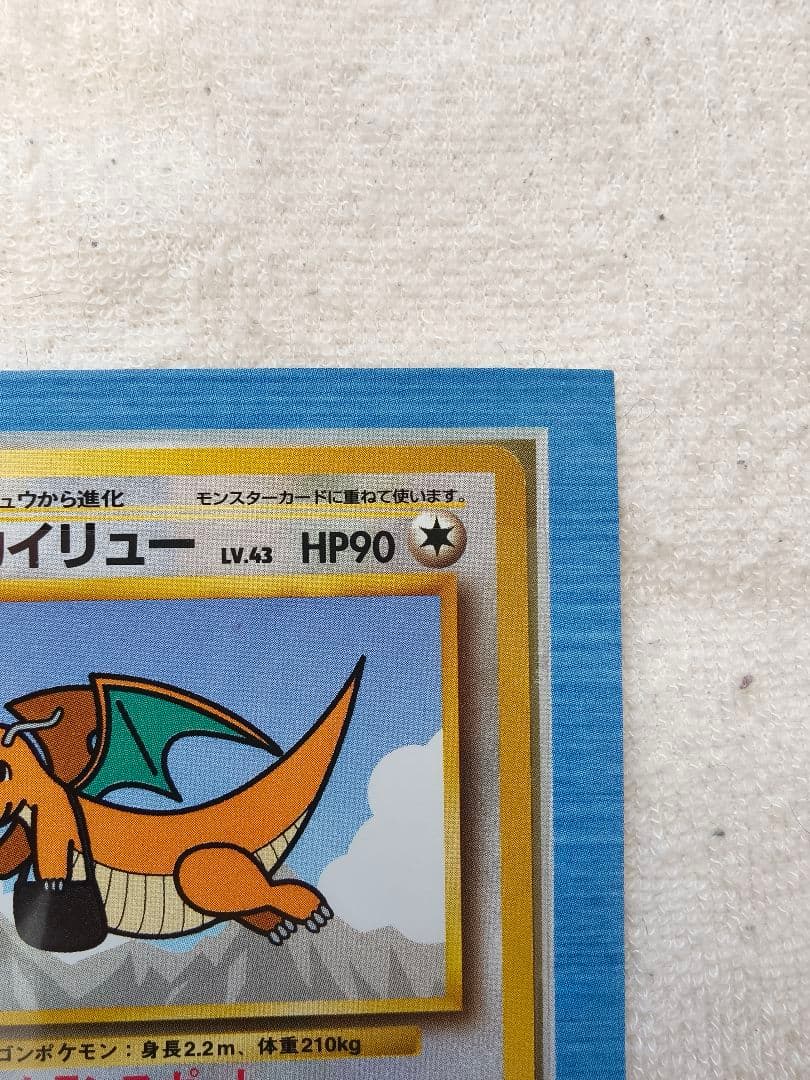 ュウから進化 モンスターカードに重ねて使います。
イリュー LV.43 HP90
ゴンポケモン：身長2.2m、体重210kg